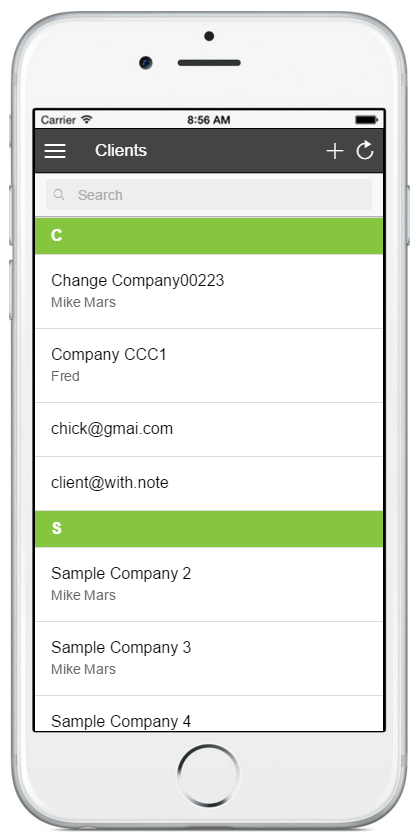 Carrier 8:56 AM
Clients
Search
C
Change Company00223
Mike Mars
Company CCC1
Fred
chick@gmai.com
client@with.note
S
Sample Company 2
Mike Mars
Sample Company 3
Mike Mars
Sample Company 4